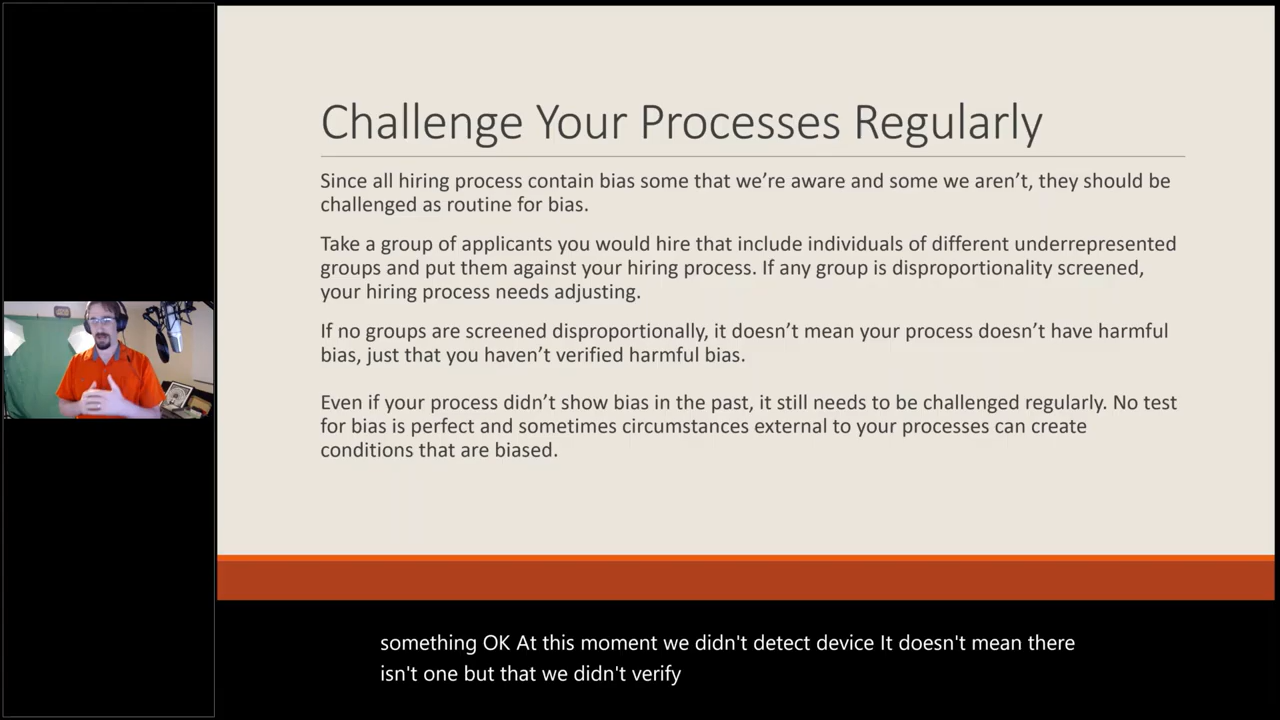 Challenge Your Processes Regularly
Since all hiring process contain bias some that we're aware and some we aren't, they should be
challenged as routine for bias.
Take a group of applicants you would hire that include individuals of different underrepresented
groups and put them against your hiring process. If any group is disproportionality screened,
your hiring process needs adjusting.
If no groups are screened disproportionally, it doesn't mean your process doesn't have harmful
bias, just that you haven't verified harmful bias.
Even if your process didn't show bias in the past, it still needs to be challenged regularly. No test
for bias is perfect and sometimes circumstances external to your processes can create
conditions that are biased.
something OK At this moment we didn't detect device It doesn't mean there
isn't one but that we didn't verify